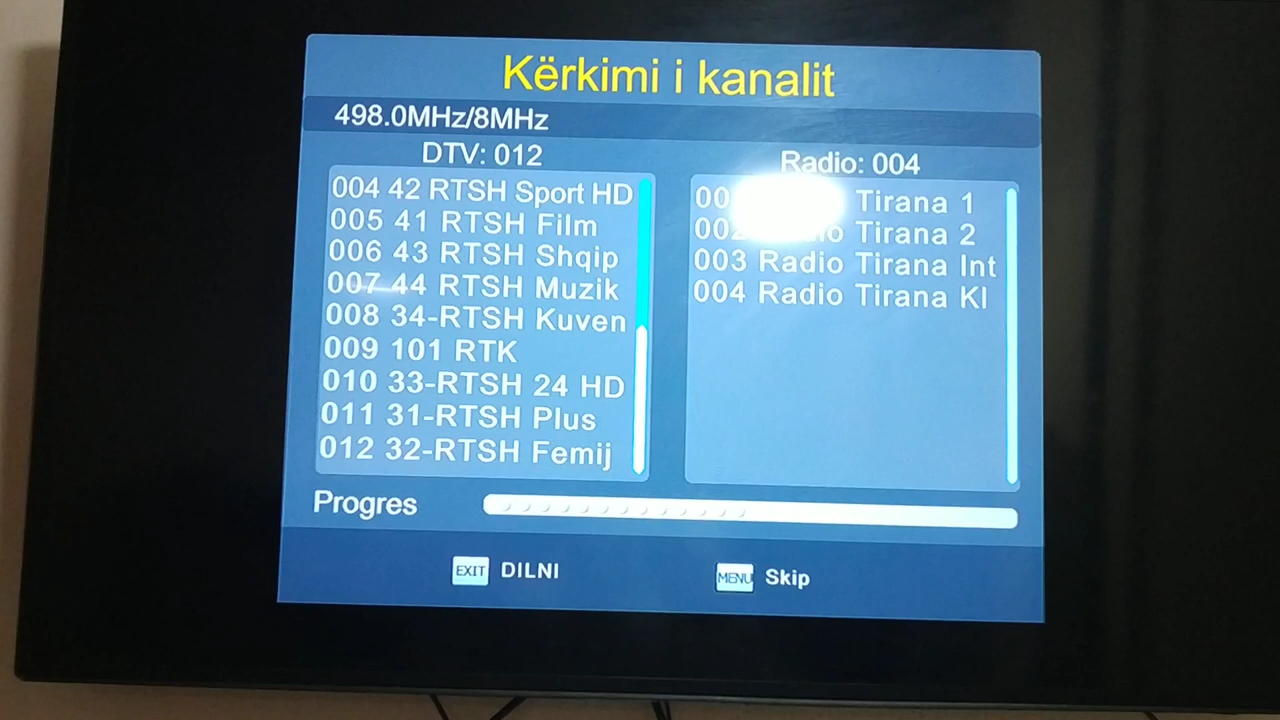 Kërkimi i kanalit
498.0MHz/8MHz
DTV: 012
004 42 RTSH Sport HD
005 41 RTSH Film
006 43 RTSH Shqip
007 44 RTSH Muzik
008 34-RTSH Kuven
009 101 RTK
010 33-RTSH 24 HD
011 31-RTSH Plus
012 32-RTSH Femij
Radio: 004
Tirana 1
002 Tirana 2
003 Radio Tirana Int
004 Radio Tirana Kl
Progres
EXIT DILNI
MENU Skip